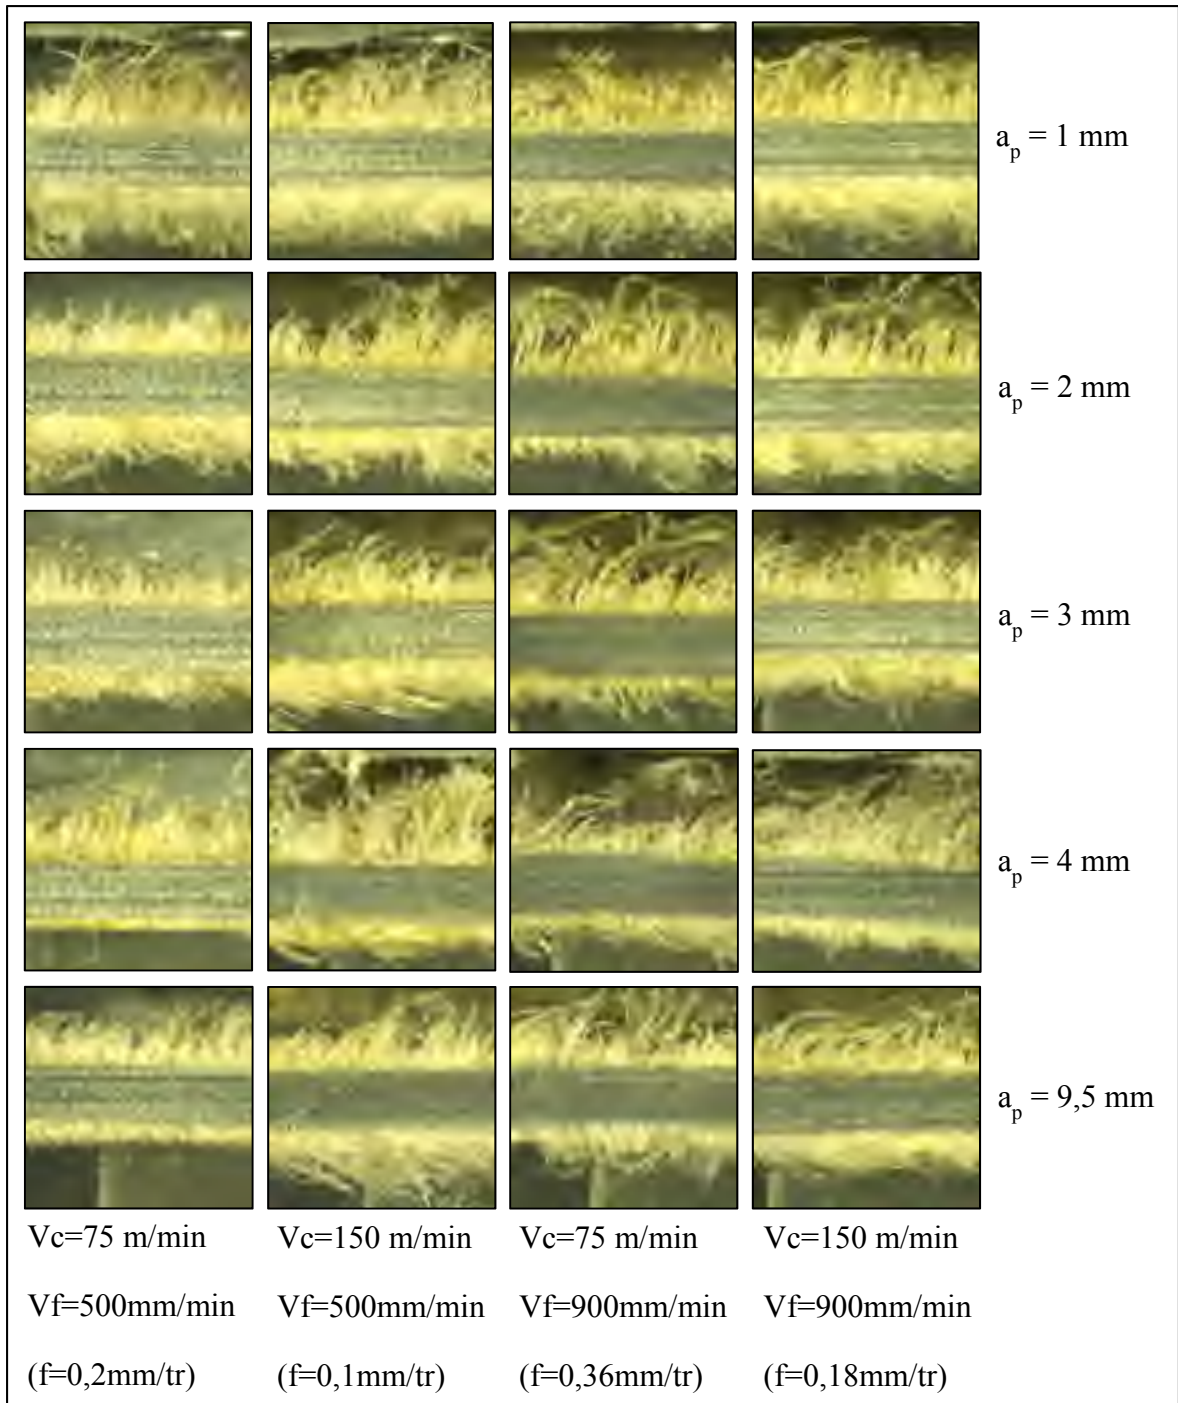 a_p = 1 mm
a_p = 2 mm
a_p = 3 mm
a_p = 4 mm
a_p = 9,5 mm
Vc=75 m/min Vc=150 m/min Vc=75 m/min Vc=150 m/min
Vf=500mm/min Vf=500mm/min Vf=900mm/min Vf=900mm/min
(f=0,2mm/tr) (f=0,1mm/tr) (f=0,36mm/tr) (f=0,18mm/tr)